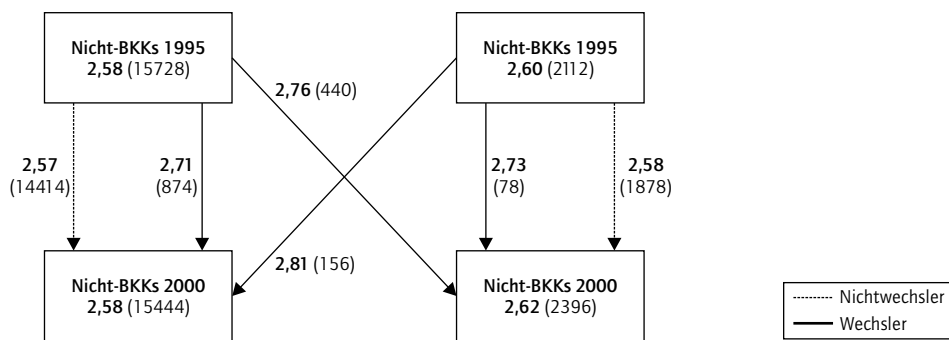 Nicht-BKKs 1995
2,58 (15728)
Nicht-BKKs 1995
2,60 (2112)
2,76 (440)
2,57
(14414)
2,71
(874)
2,73
(78)
2,58
(1878)
2,81 (156)
Nicht-BKKs 2000
2,58 (15444)
Nicht-BKKs 2000
2,62 (2396)
Nichtwechsler
Wechsler